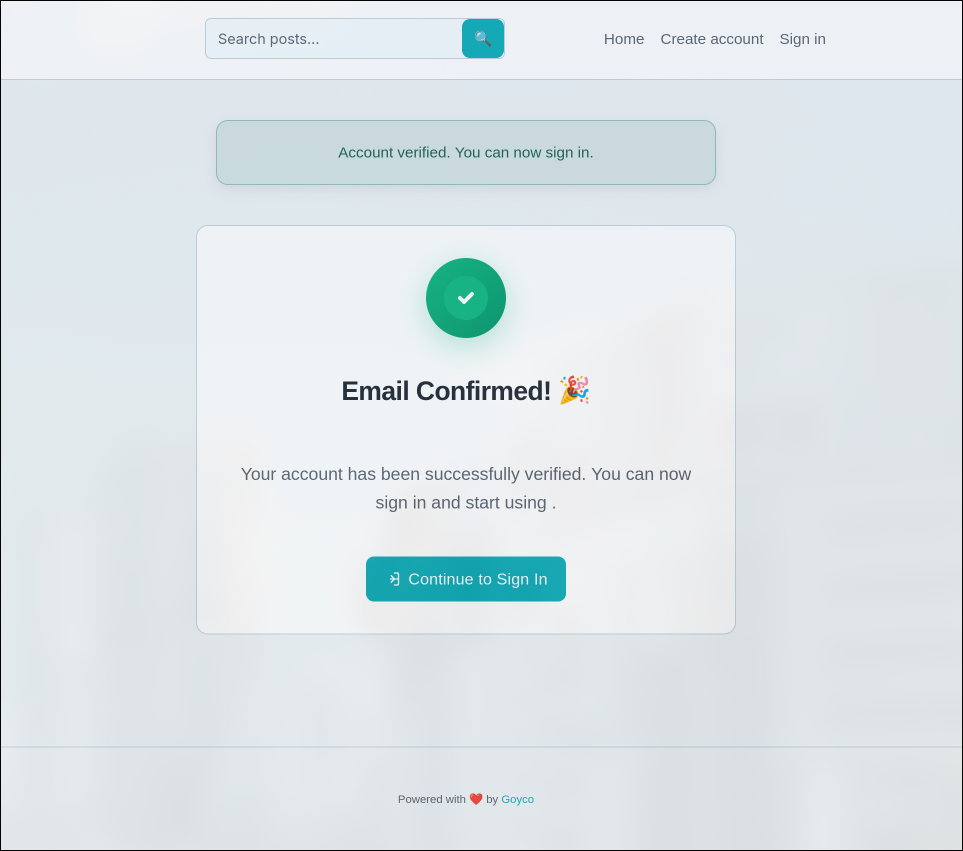 Search posts...
🔍
Home Create account Sign in
Account verified. You can now sign in.
Email Confirmed! 🎉
Your account has been successfully verified. You can now
sign in and start using .
Continue to Sign In
Powered with ❤️ by Goyco